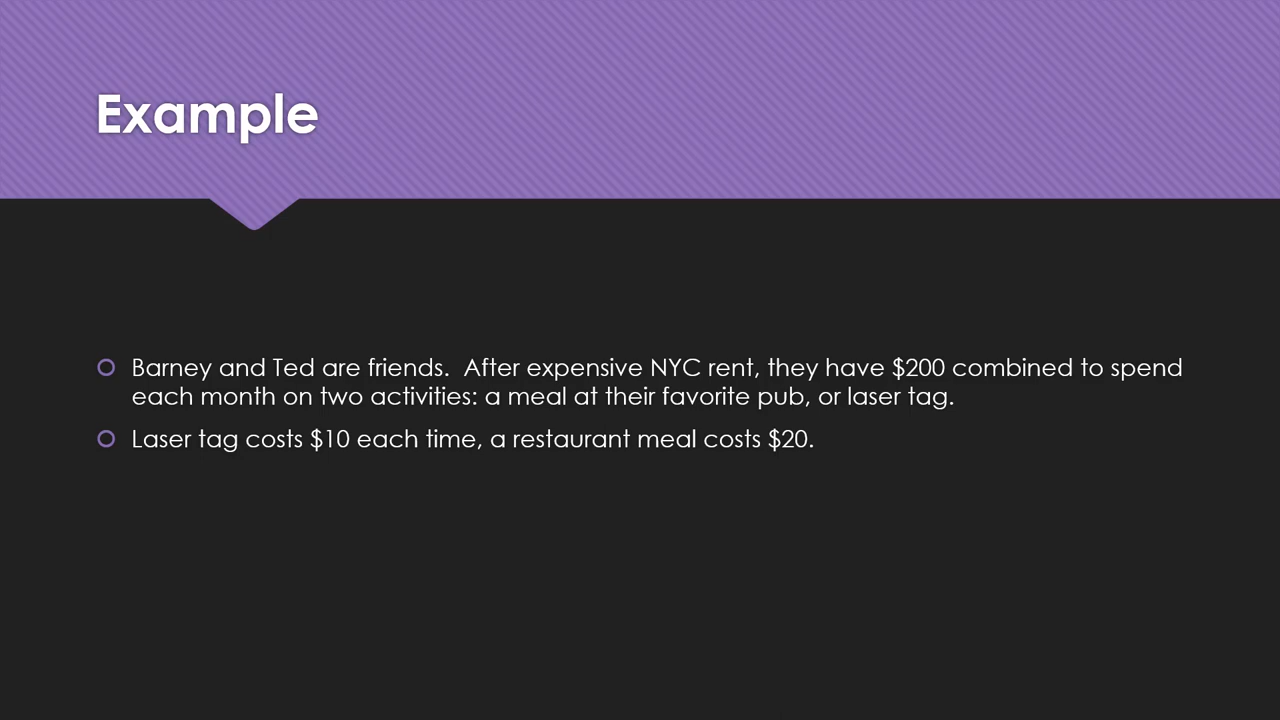 Example
Barney and Ted are friends.  After expensive NYC rent, they have $200 combined to spend
each month on two activities: a meal at their favorite pub, or laser tag.
Laser tag costs $10 each time, a restaurant meal costs $20.